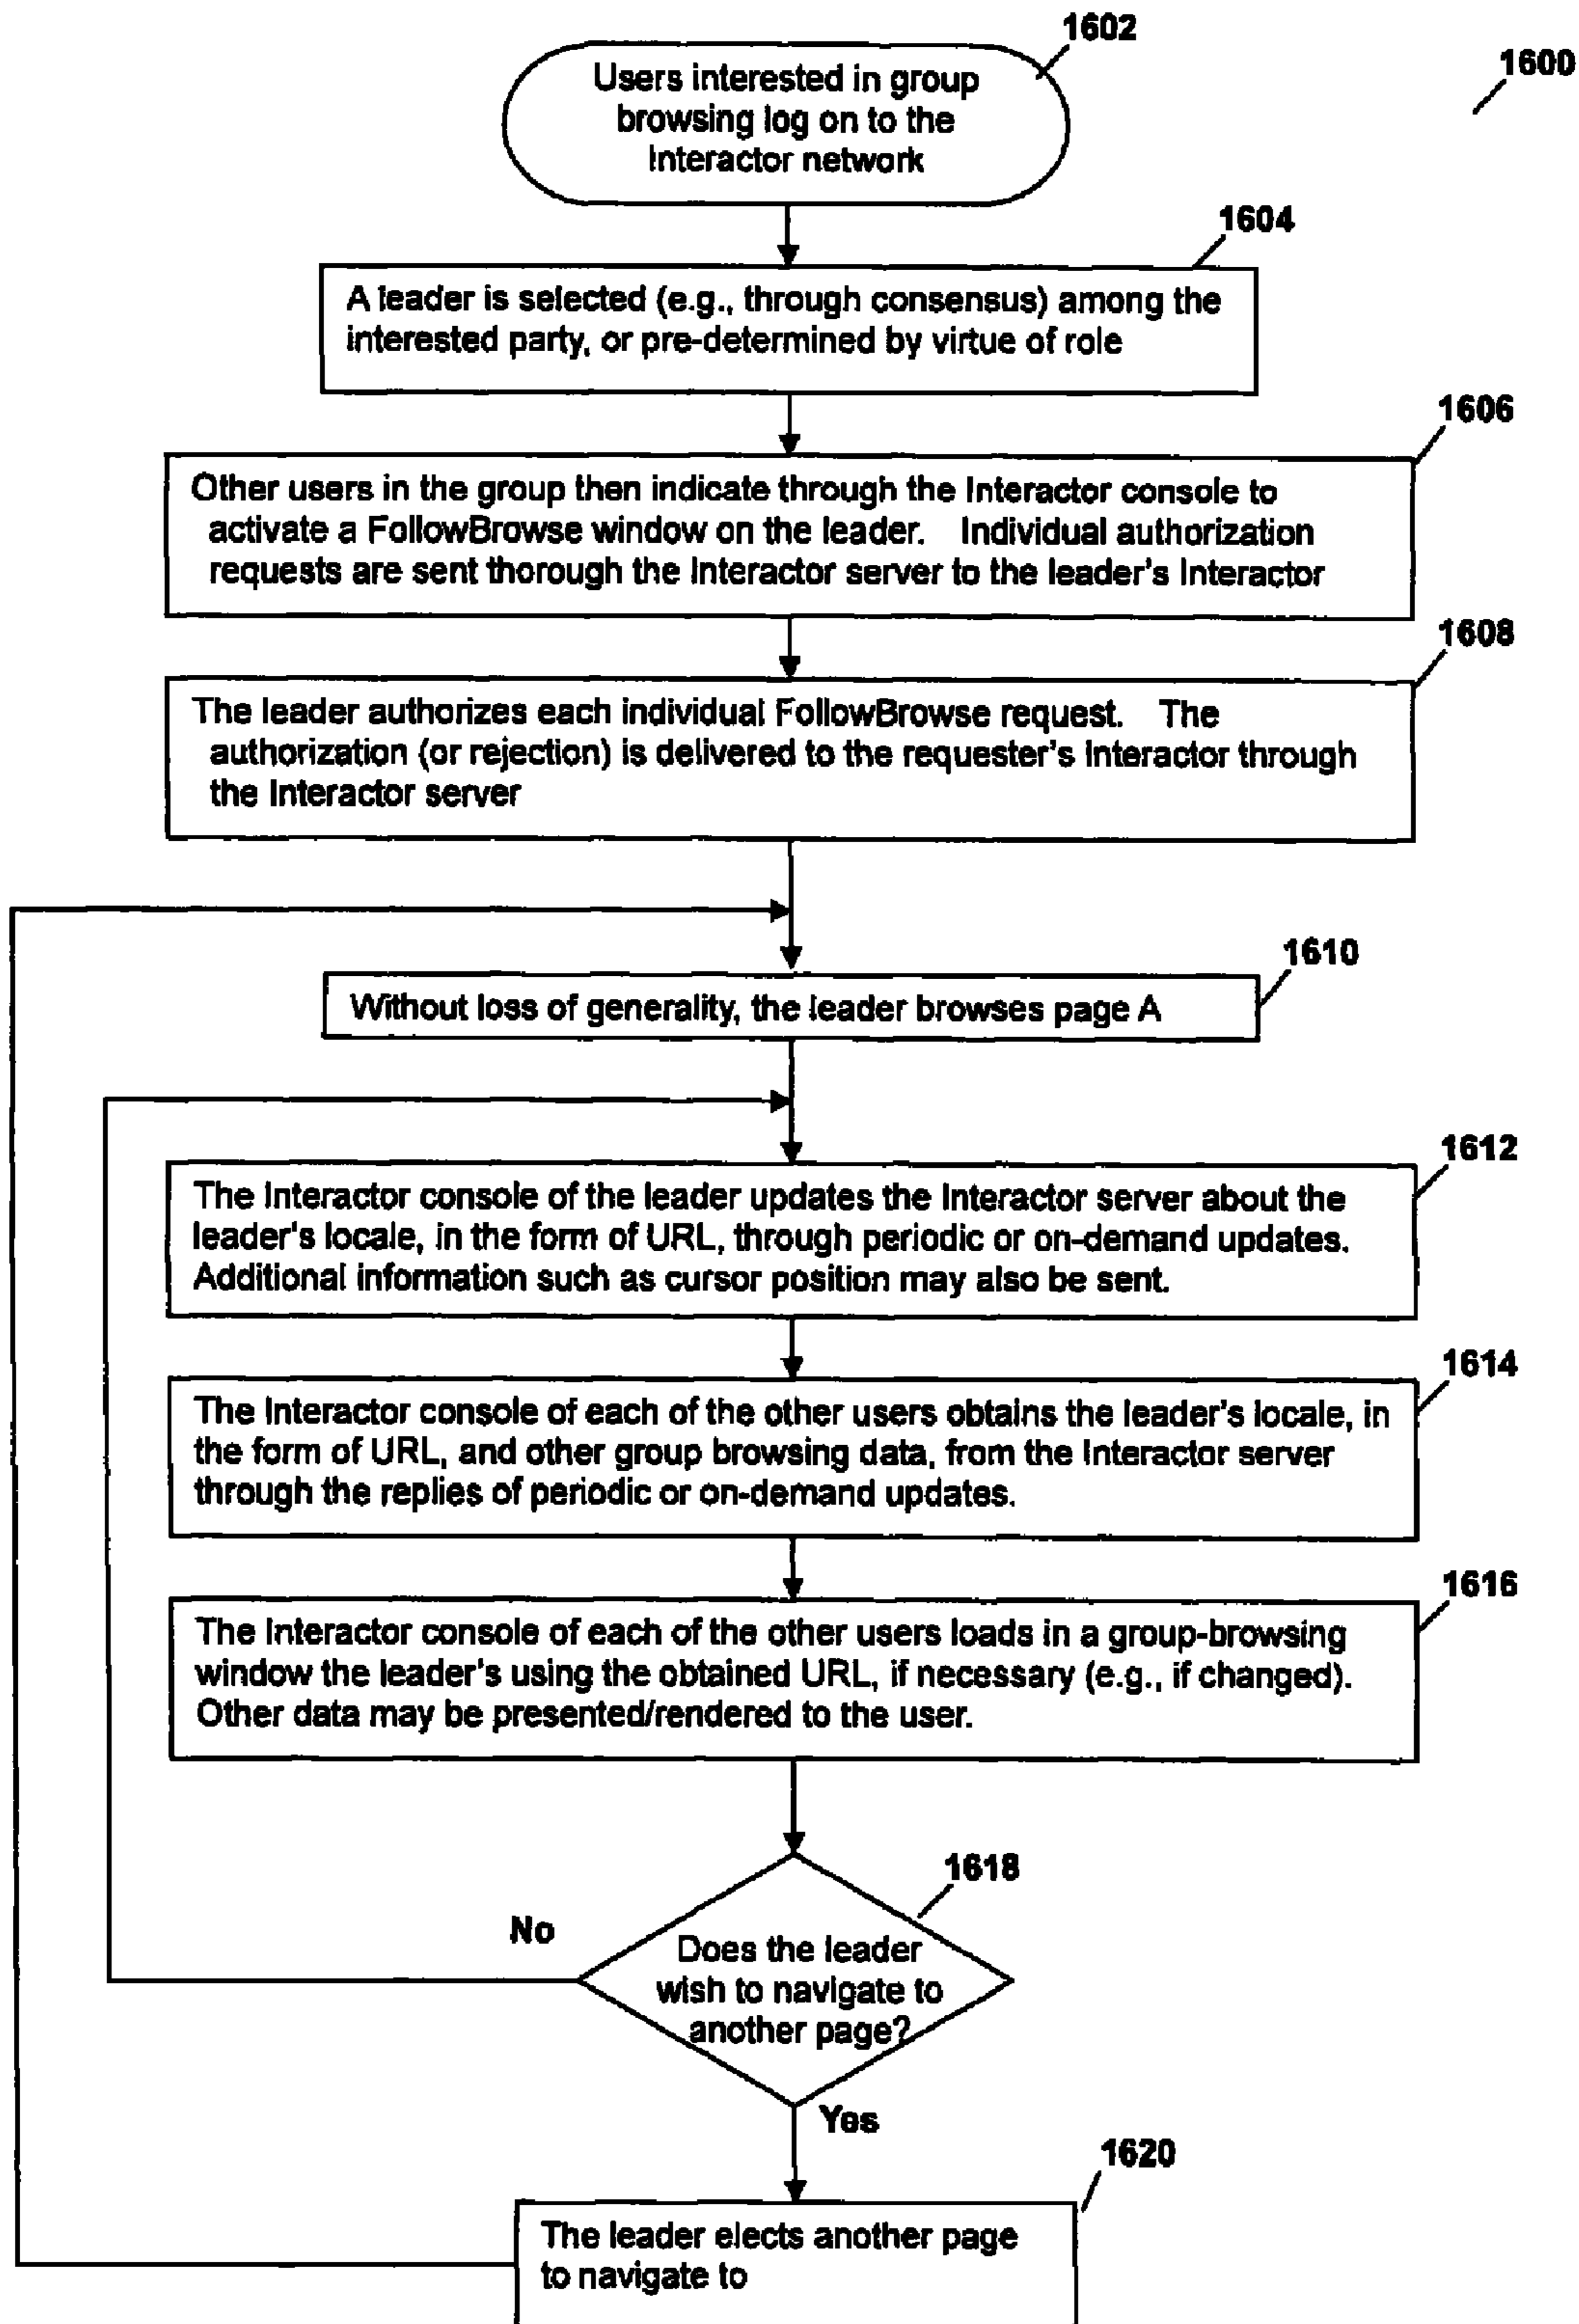 1602
1600
Users interested in group
browsing log on to the
Interactor network
1604
A leader is selected (e.g., through consensus) among the
interested party, or pre-determined by virtue of role
1606
Other users in the group then indicate through the Interactor console to
activate a FollowBrowse window on the leader. Individual authorization
requests are sent thorough the Interactor server to the leader's Interactor
1608
The leader authorizes each individual FollowBrowse request. The
authorization (or rejection) is delivered to the requester's Interactor through
the Interactor server
1610
Without loss of generality, the leader browses page A
1612
The Interactor console of the leader updates the Interactor server about the
leader's locale, in the form of URL, through periodic or on-demand updates.
Additional information such as cursor position may also be sent.
1614
The Interactor console of each of the other users obtains the leader's locale, in
the form of URL, and other group browsing data, from the Interactor server
through the replies of periodic or on-demand updates.
1616
The Interactor console of each of the other users loads in a group-browsing
window the leader's using the obtained URL, if necessary (e.g., if changed).
Other data may be presented/rendered to the user.
1618
No
Does the leader
wish to navigate to
another page?
Yes
1620
The leader elects another page
to navigate to